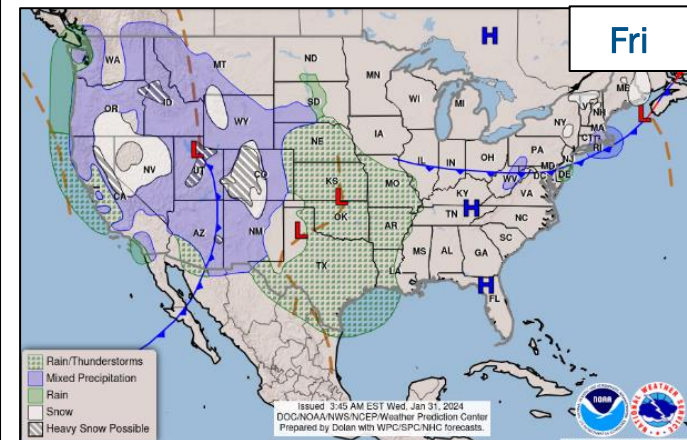 Fri
H
WA
MT
ND
MN
VT
ME
NH
OR
ID
SD
WI
MI
NY
MA
L
WY
CT
RI
NE
IA
PA
L
NV
UT
CO
IL
IN
OH
NJ
MD
DE
DC
WV
VA
CA
KS
MO
KY
L
OK
TN
H
NC
AZ
NM
L
AR
SC
TX
MS
AL
GA
LA
H
FL
Rain/Thunderstorms
Mixed Precipitation
Rain
Snow
Heavy Snow Possible
Issued 3:45 AM EST Wed, Jan 31, 2024
DOC/NOAA/NWS/NCEP/Weather Prediction Center
Prepared by Dolan with WPC/SPC/NHC forecasts.
NOAA
NATIONAL WEATHER SERVICE